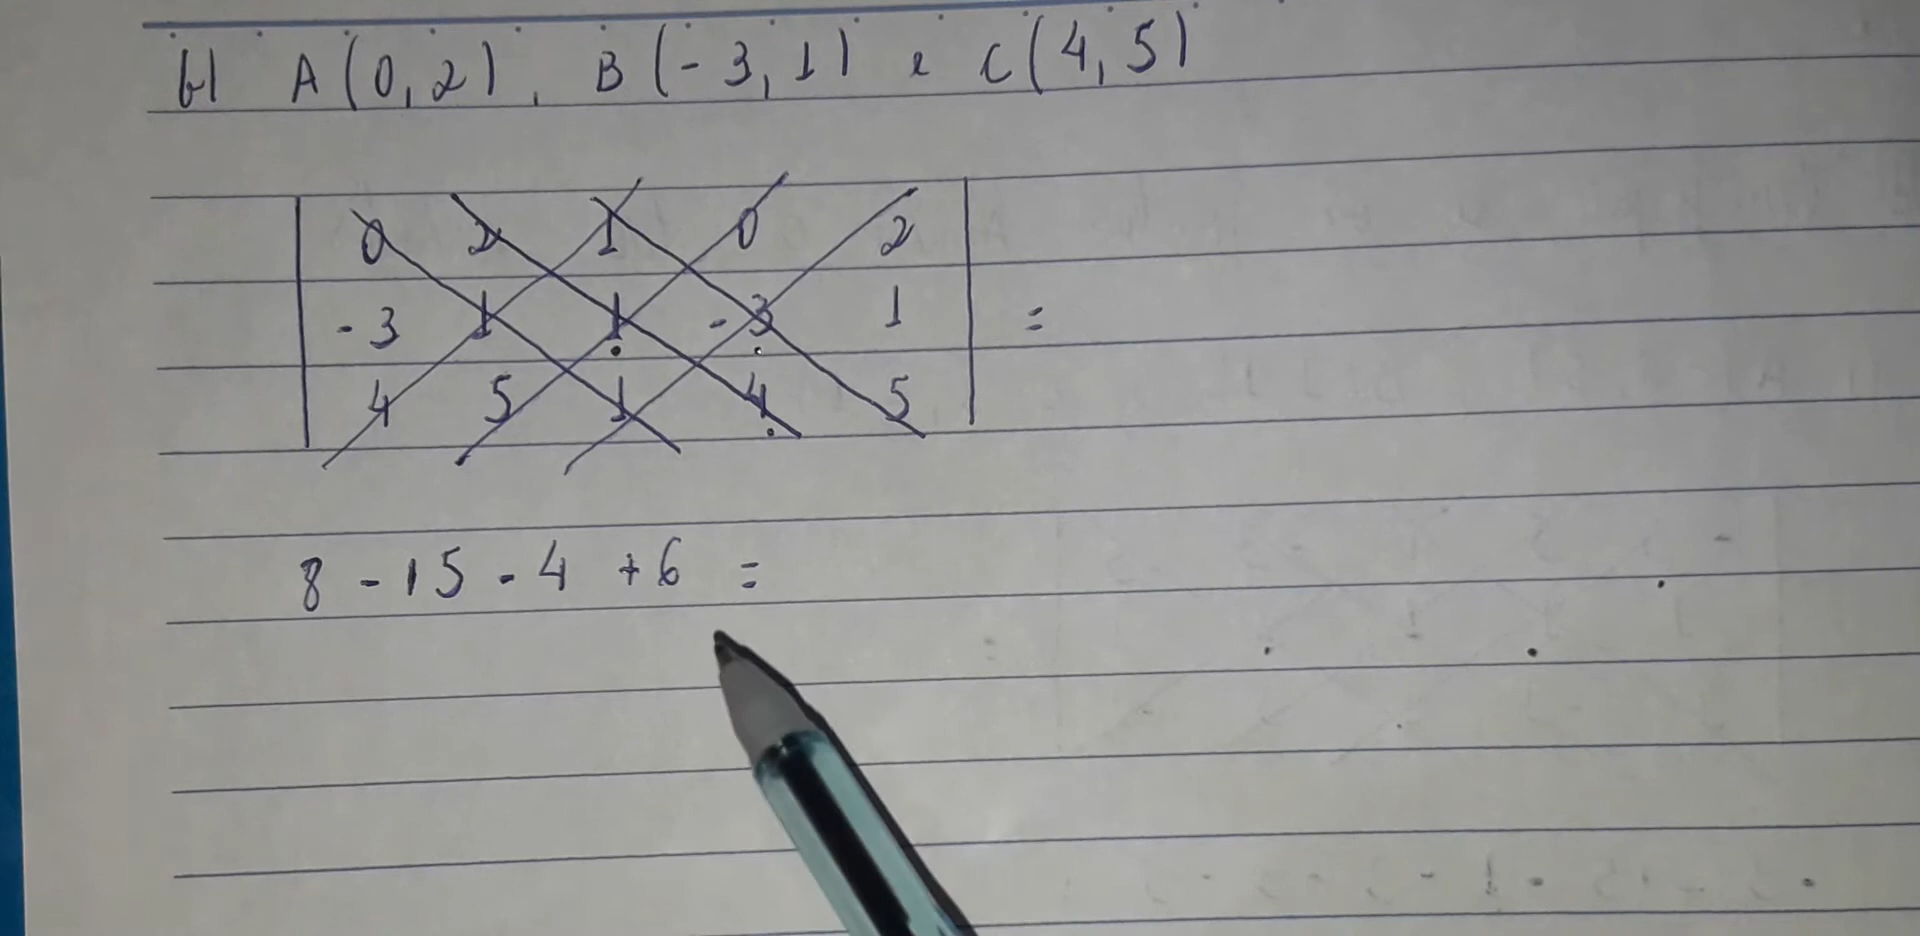 b) A(0,2), B(-3,1) e C(4,5)
0 2 1 0 2
-3 1 1 -3 1 =
4 5 1 4 5
8 - 15 - 4 + 6 =